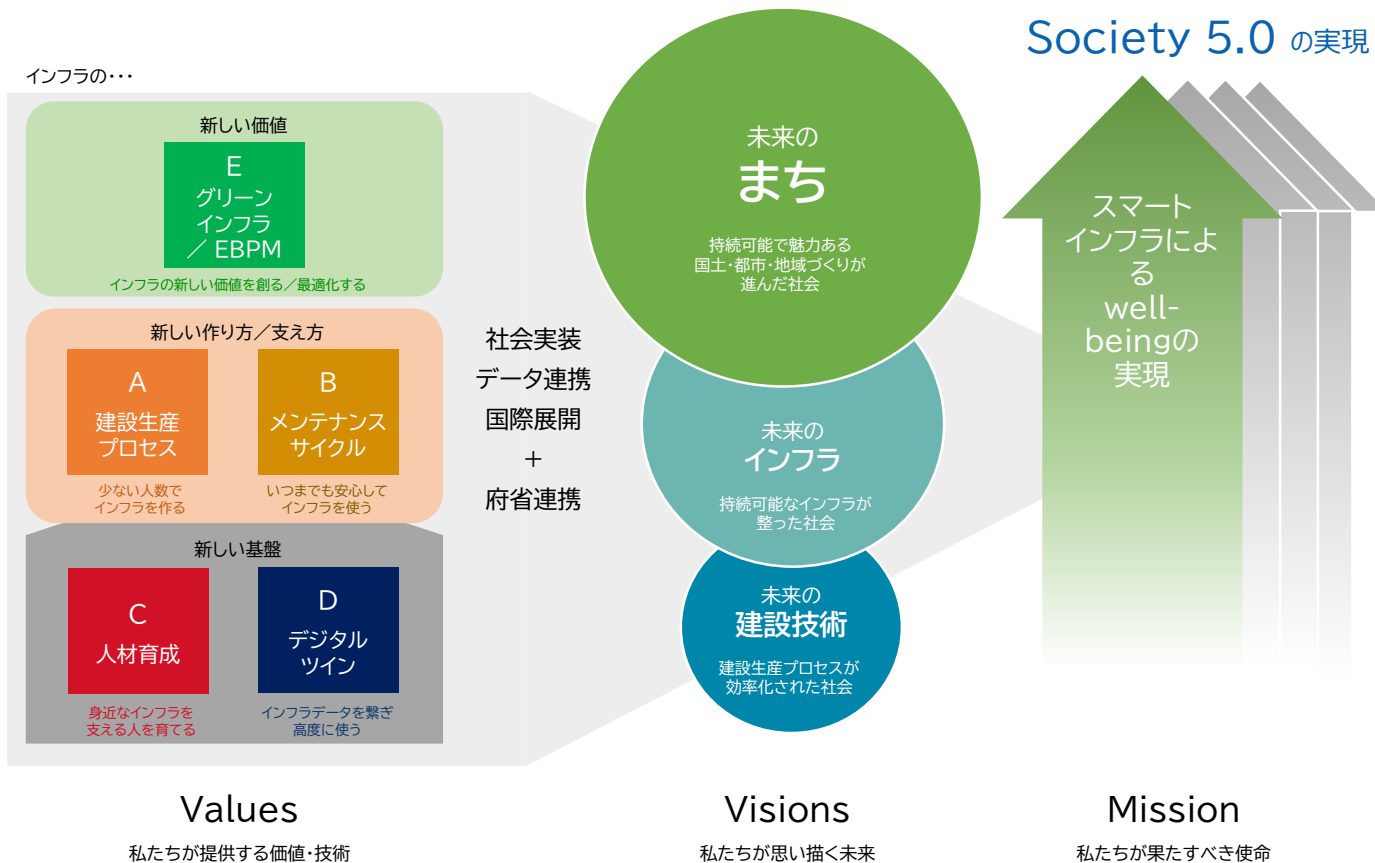 Society 5.0 の実現
インフラの・・・
新しい価値
E
グリーン
インフラ
／ EBPM
インフラの新しい価値を創る／最適化する
新しい作り方／支え方
A
建設生産
プロセス
少ない人数で
インフラを作る
B
メンテナンス
サイクル
いつまでも安心して
インフラを使う
新しい基盤
C
人材育成
身近なインフラを
支える人を育てる
D
デジタル
ツイン
インフラデータを繋ぎ
高度に使う
社会実装
データ連携
国際展開
＋
府省連携
未来の
まち
持続可能で魅力ある
国土・都市・地域づくりが
進んだ社会
未来の
インフラ
持続可能なインフラが
整った社会
未来の
建設技術
建設生産プロセスが
効率化された社会
スマート
インフラによ
る
well-
beingの
実現
Values
私たちが提供する価値・技術
Visions
私たちが思い描く未来
Mission
私たちが果たすべき使命